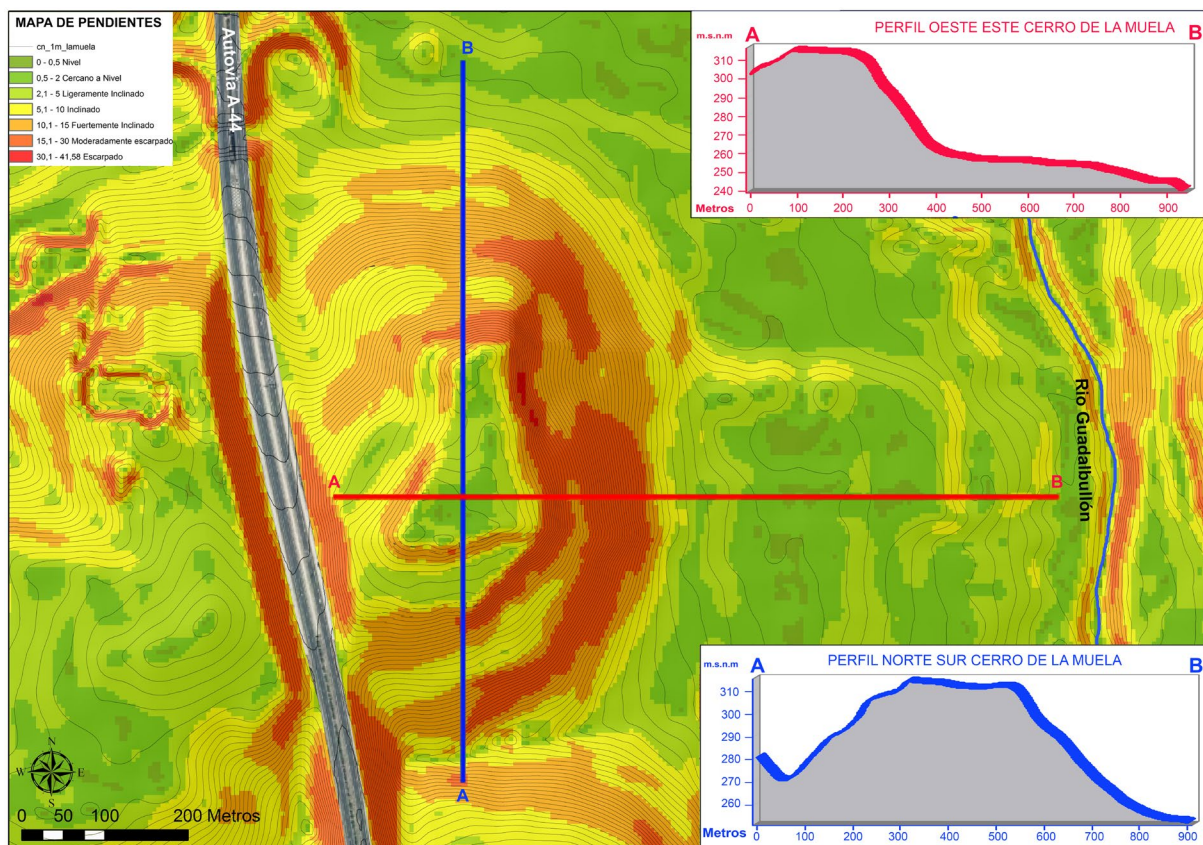 MAPA DE PENDIENTES
cn_1m_lamuela
0 - 0,5 Nivel
0,5 - 2 Cercano a Nivel
2,1 - 5 Ligeramente Inclinado
5,1 - 10 Inclinado
10,1 - 15 Fuertemente Inclinado
15,1 - 30 Moderadamente escarpado
30,1 - 41,58 Escarpado
Autovía A-44
B
A
A
B
Rio Guadalbullón
PERFIL OESTE ESTE CERRO DE LA MUELA
A
B
m.s.n.m
310
300
290
280
270
260
250
240
Metros 0 100 200 300 400 500 600 700 800 900
PERFIL NORTE SUR CERRO DE LA MUELA
A
B
m.s.n.m
310
300
290
280
270
260
Metros 0 100 200 300 400 500 600 700 800 900
N
W E
S
0 50 100 200 Metros